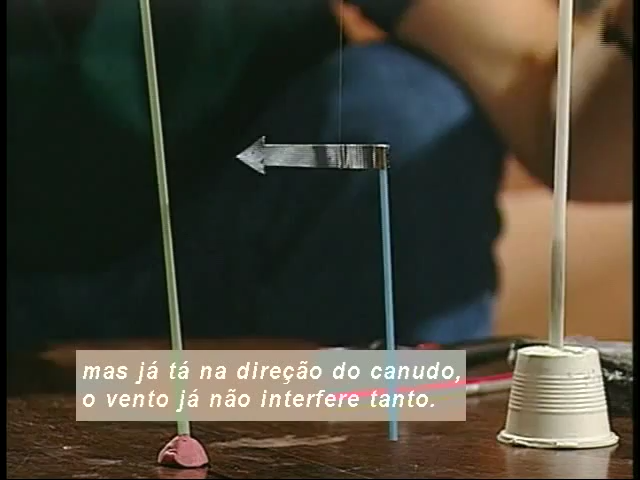 mas já tá na direção do canudo,
o vento já não interfere tanto.